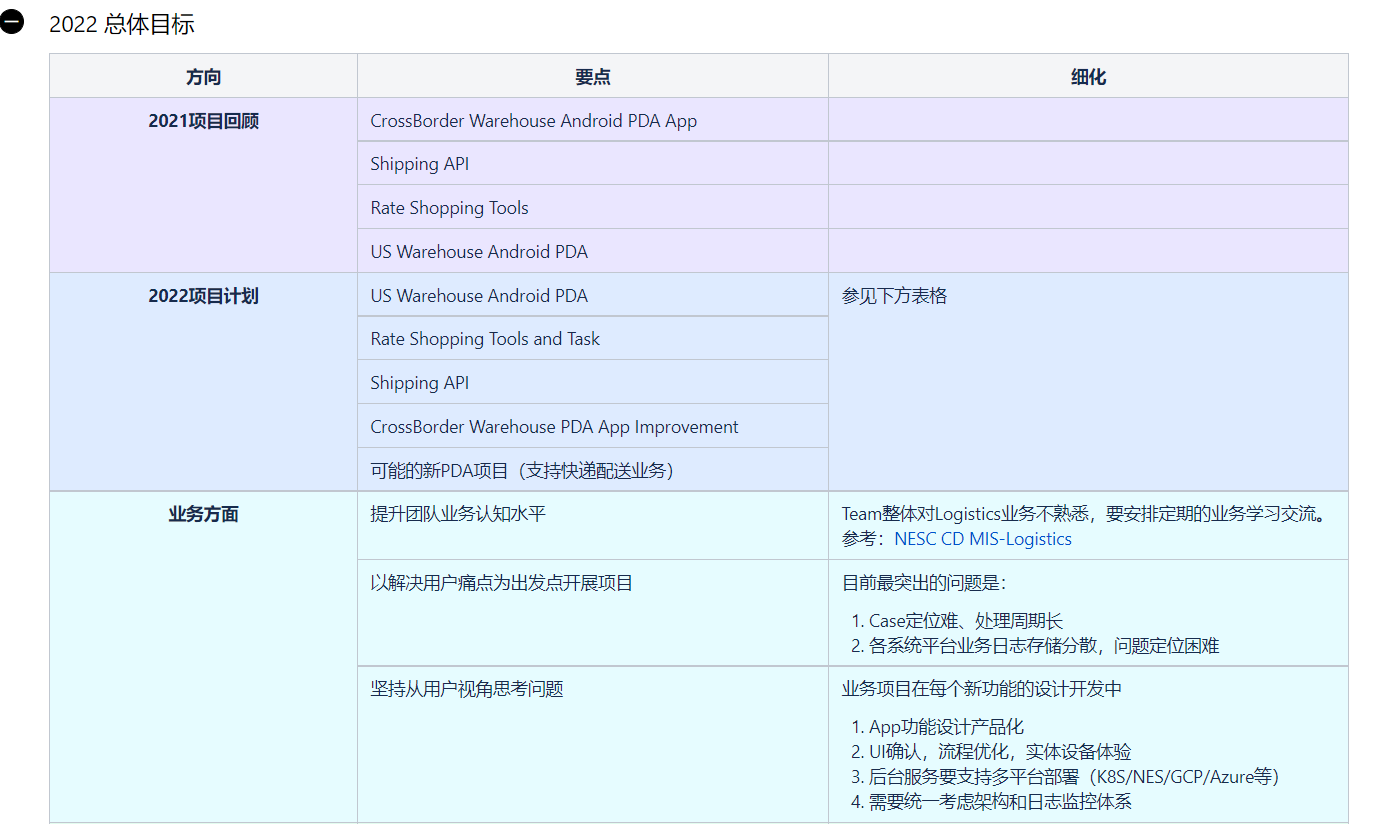 2022 总体目标
方向 要点 细化
2021项目回顾 CrossBorder Warehouse Android PDA App
Shipping API
Rate Shopping Tools
US Warehouse Android PDA
2022项目计划 US Warehouse Android PDA 参见下方表格
Rate Shopping Tools and Task
Shipping API
CrossBorder Warehouse PDA App Improvement
可能的新PDA项目（支持快递配送业务）
业务方面 提升团队业务认知水平 Team整体对Logistics业务不熟悉，要安排定期的业务学习交流。
参考：NESC CD MIS-Logistics
以解决用户痛点为出发点开展项目 目前最突出的问题是：
1. Case定位难、处理周期长
2. 各系统平台业务日志存储分散，问题定位困难
坚持从用户视角思考问题 业务项目在每个新功能的设计开发中
1. App功能设计产品化
2. UI确认，流程优化，实体设备体验
3. 后台服务要支持多平台部署（K8S/NES/GCP/Azure等）
4. 需要统一考虑架构和日志监控体系